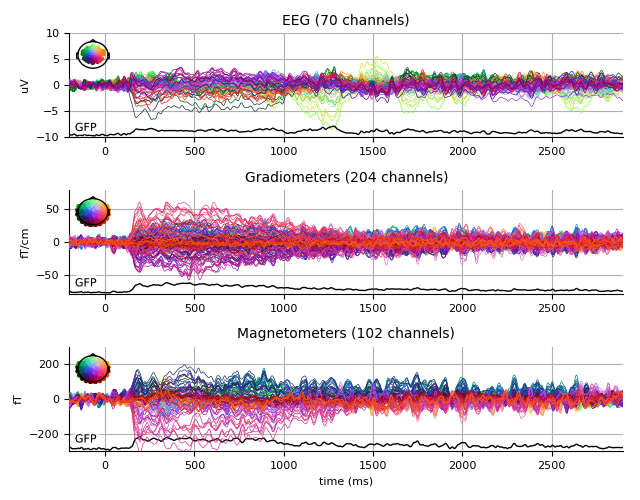 EEG (70 channels)
10
5
0
−5
−10
uV
GFP
0 500 1000 1500 2000 2500
Gradiometers (204 channels)
50
0
−50
fT/cm
GFP
0 500 1000 1500 2000 2500
Magnetometers (102 channels)
200
0
−200
fT
GFP
0 500 1000 1500 2000 2500
time (ms)